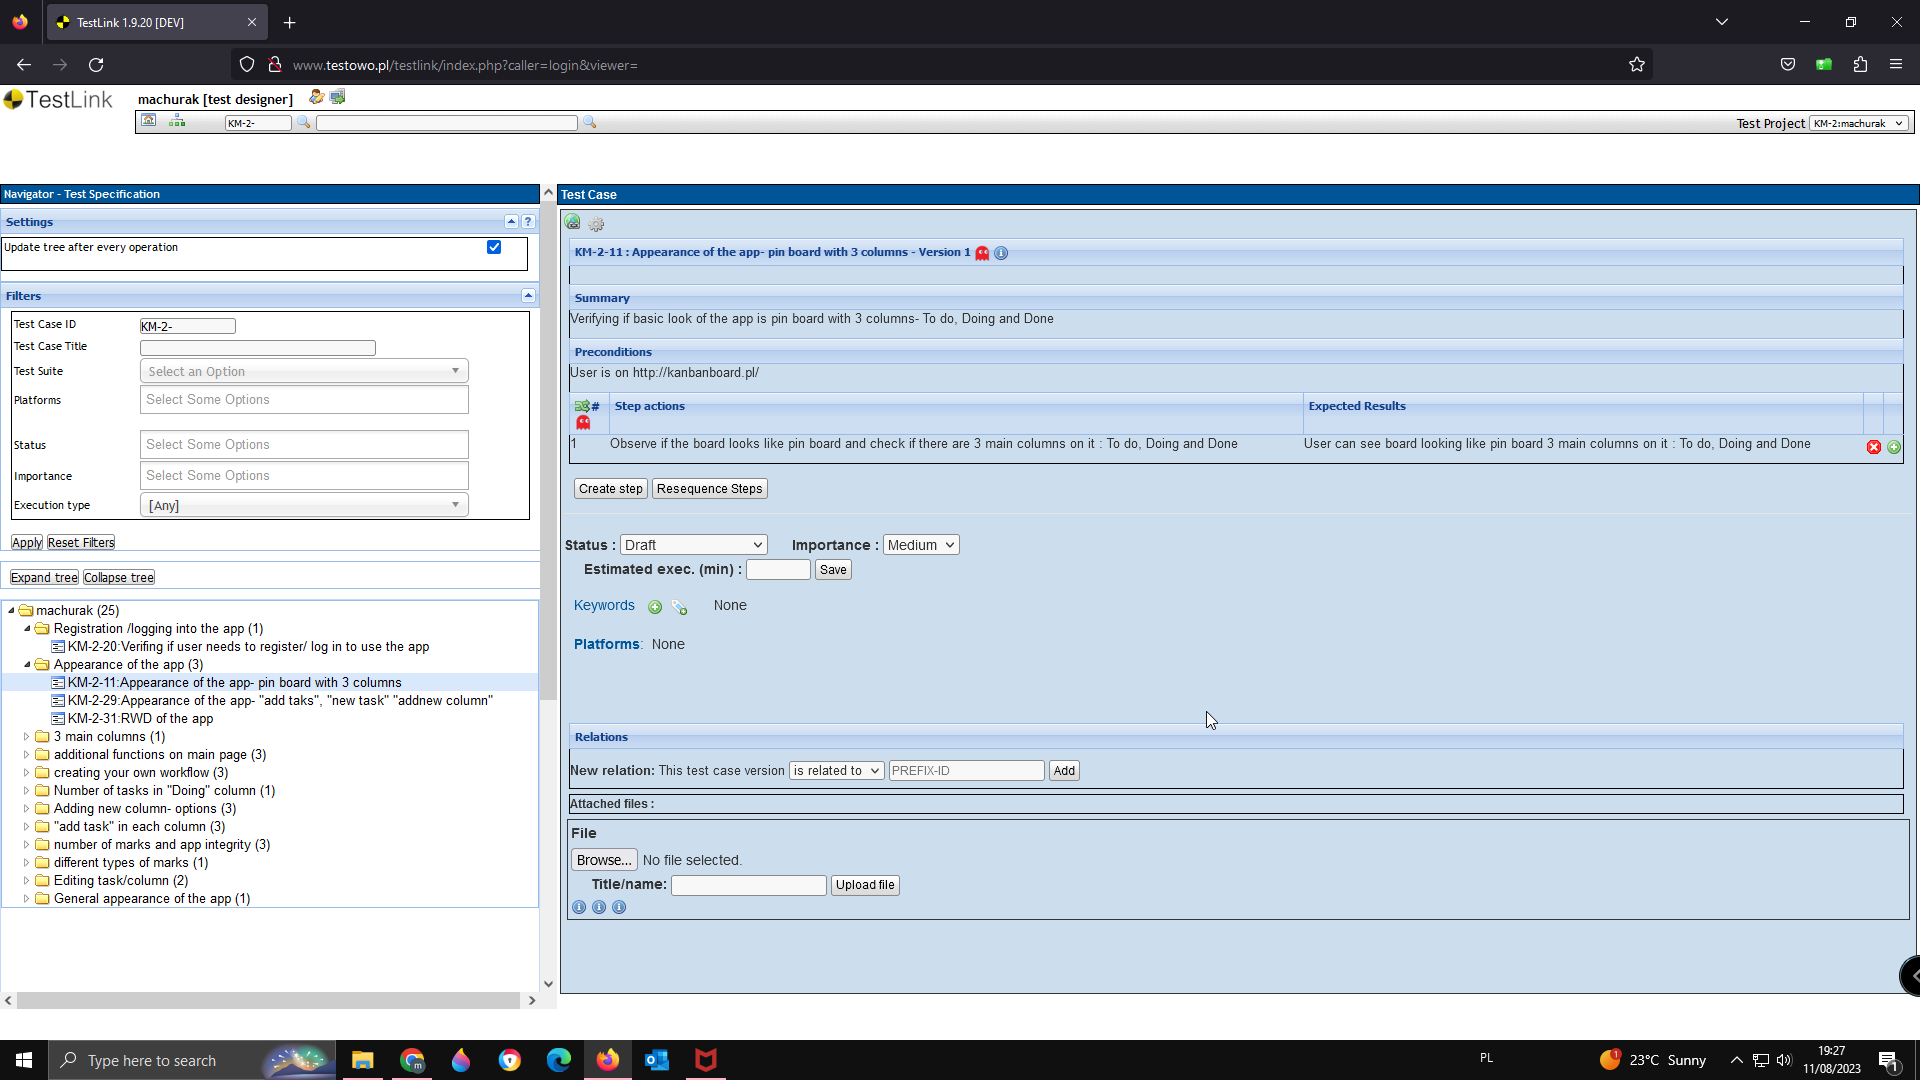 TestLink 1.9.20 [DEV]
www.testowo.pl/testlink/index.php?caller=login&viewer=
TestLink
machurak [test designer]
KM-2-
Test Project KM-2:machurak
Navigator - Test Specification
Settings
?
Update tree after every operation
Filters
Test Case ID KM-2-
Test Case Title
Test Suite Select an Option
Platforms Select Some Options
Status Select Some Options
Importance Select Some Options
Execution type [Any]
Apply Reset Filters
Expand tree Collapse tree
machurak (25)
Registration /logging into the app (1)
KM-2-20:Verifing if user needs to register/ log in to use the app
Appearance of the app (3)
KM-2-11:Appearance of the app- pin board with 3 columns
KM-2-29:Appearance of the app- "add taks", "new task" "addnew column"
KM-2-31:RWD of the app
3 main columns (1)
additional functions on main page (3)
creating your own workflow (3)
Number of tasks in "Doing" column (1)
Adding new column- options (3)
"add task" in each column (3)
number of marks and app integrity (3)
different types of marks (1)
Editing task/column (2)
General appearance of the app (1)
Test Case
KM-2-11 : Appearance of the app- pin board with 3 columns - Version 1
Summary
Verifying if basic look of the app is pin board with 3 columns- To do, Doing and Done
Preconditions
User is on http://kanbanboard.pl/
# Step actions Expected Results
1 Observe if the board looks like pin board and check if there are 3 main columns on it : To do, Doing and Done User can see board looking like pin board 3 main columns on it : To do, Doing and Done
Create step Resequence Steps
Status : Draft Importance : Medium
Estimated exec. (min) : Save
Keywords None
Platforms: None
Relations
New relation: This test case version is related to PREFIX-ID Add
Attached files :
File
Browse... No file selected.
Title/name: Upload file
Type here to search
m
PL
1
23°C Sunny
19:27
11/08/2023
1